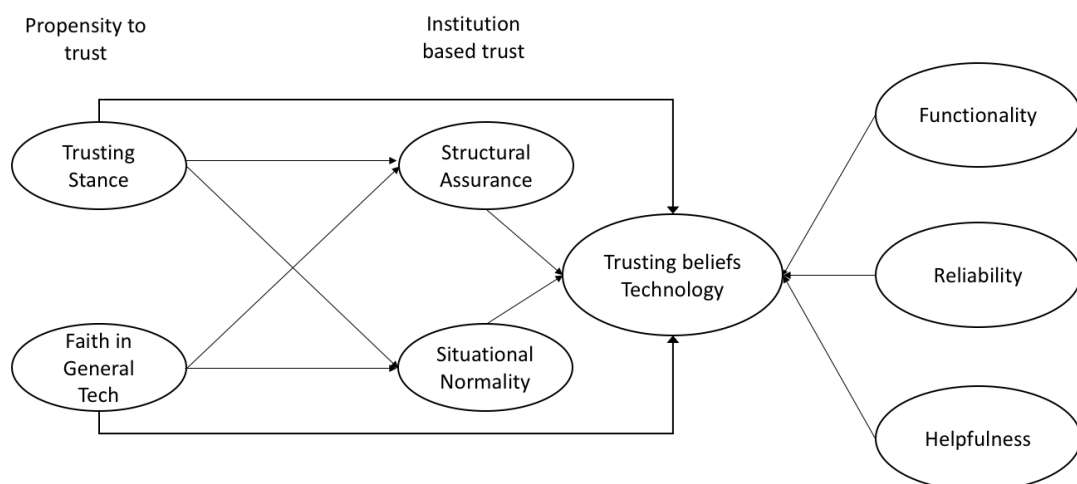 Propensity to
trust
Institution
based trust
Trusting
Stance
Structural
Assurance
Functionality
Trusting beliefs
Technology
Reliability
Faith in
General
Tech
Situational
Normality
Helpfulness